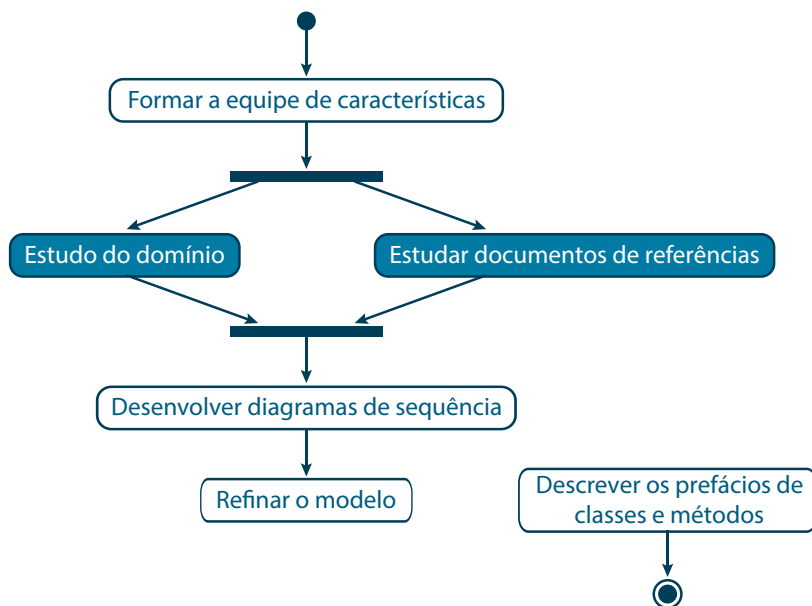 Formar a equipe de características
Estudo do domínio
Estudar documentos de referências
Desenvolver diagramas de sequência
Refinar o modelo
Descrever os prefácios de
classes e métodos